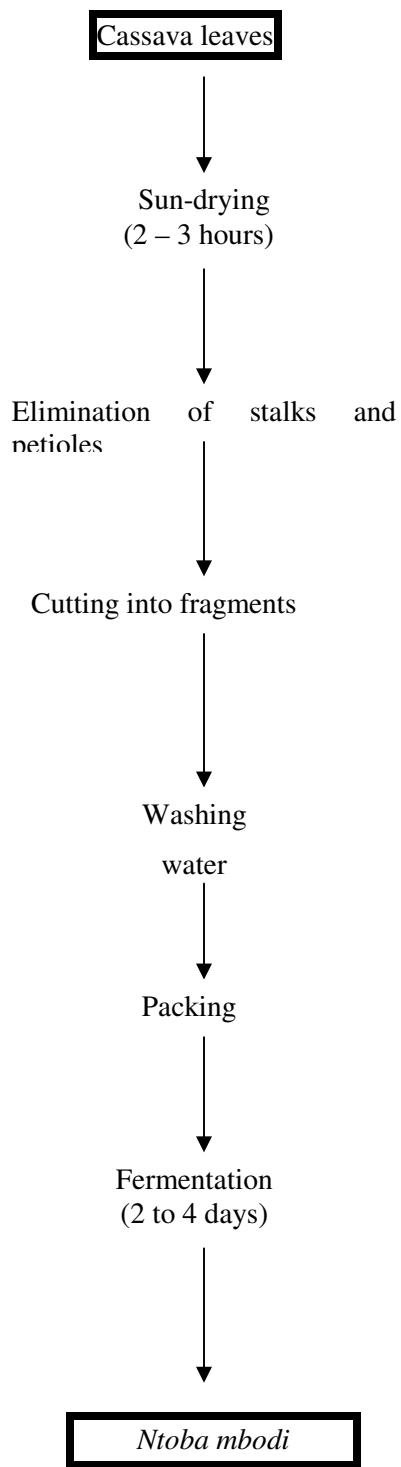 Cassava leaves
Sun-drying
(2 – 3 hours)
Elimination of stalks and
petioles
Cutting into fragments
Washing
water
Packing
Fermentation
(2 to 4 days)
Ntoba mbodi